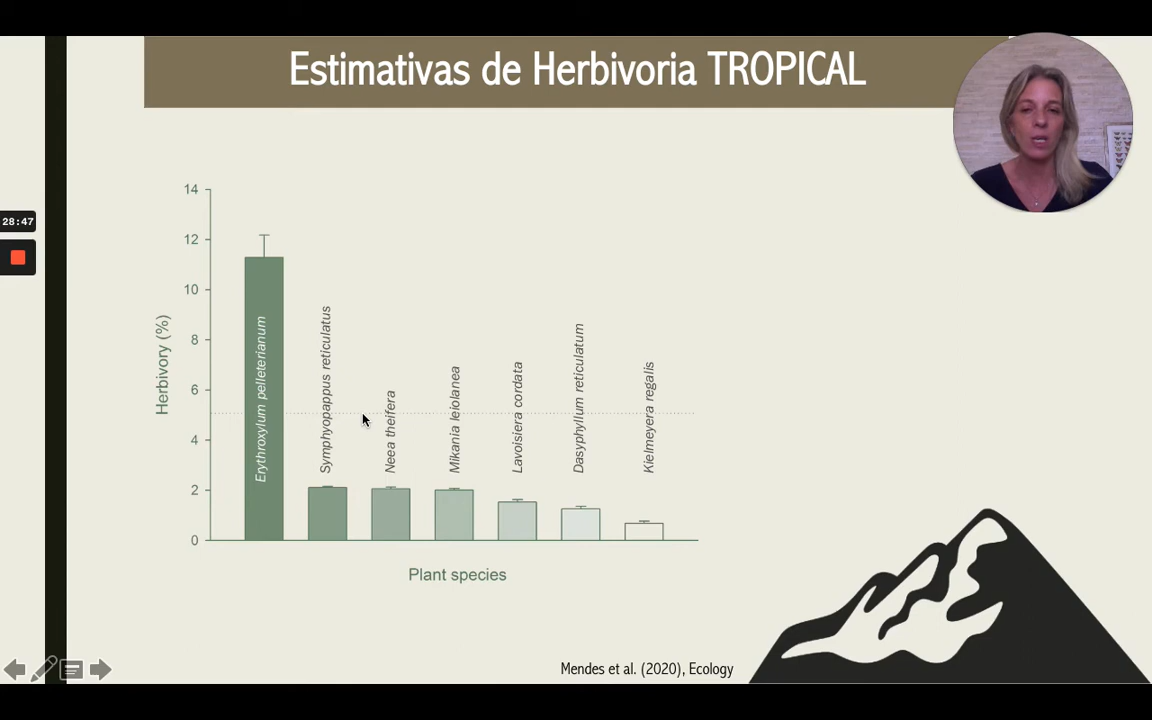 Estimativas de Herbivoria TROPICAL
28:47
14
12
10
8
6
4
2
0
Herbivory (%)
Erythroxylum pelleterianum
Symphyopappus reticulatus
Neea theifera
Mikania leiolanea
Lavoisiera cordata
Dasyphyllum reticulatum
Kielmeyera regalis
Plant species
Mendes et al. (2020), Ecology